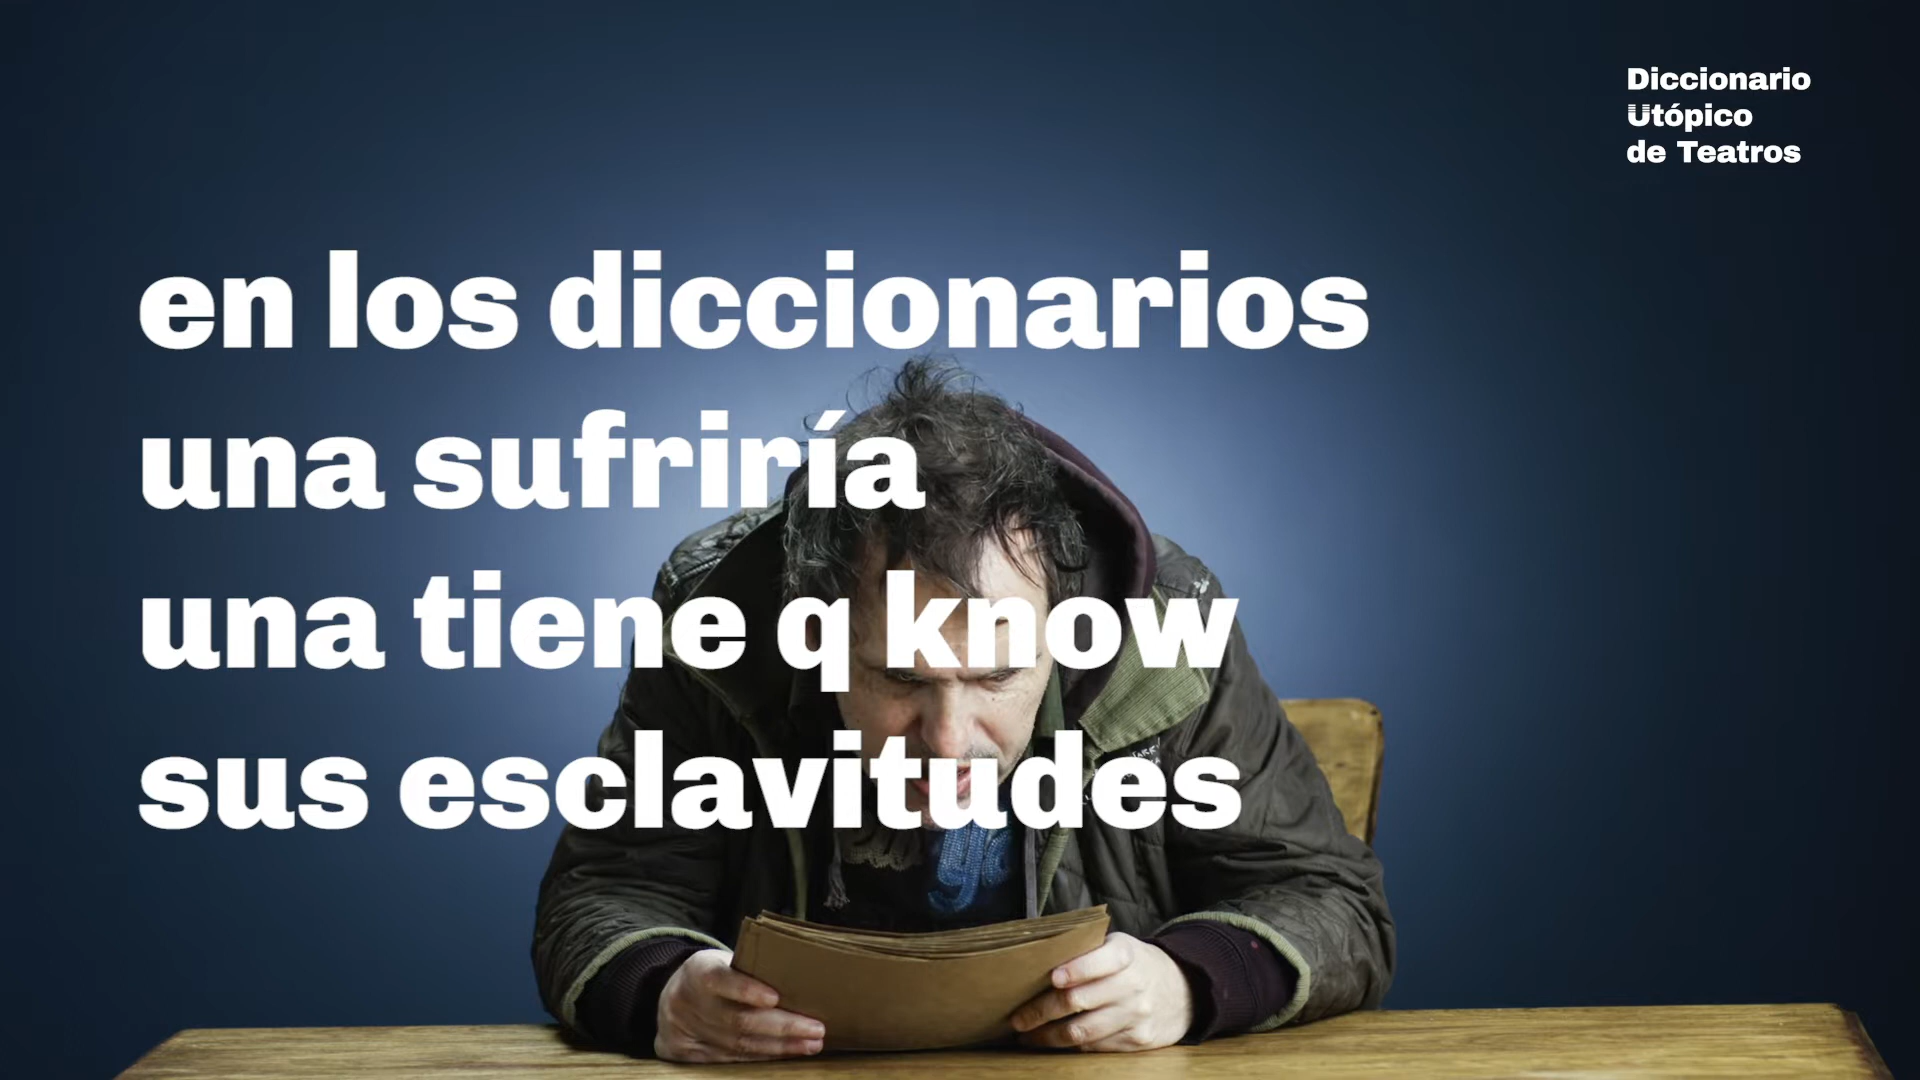 Diccionario
Utópico
de Teatros
en los diccionarios
una sufriría
una tiene q know
sus esclavitudes